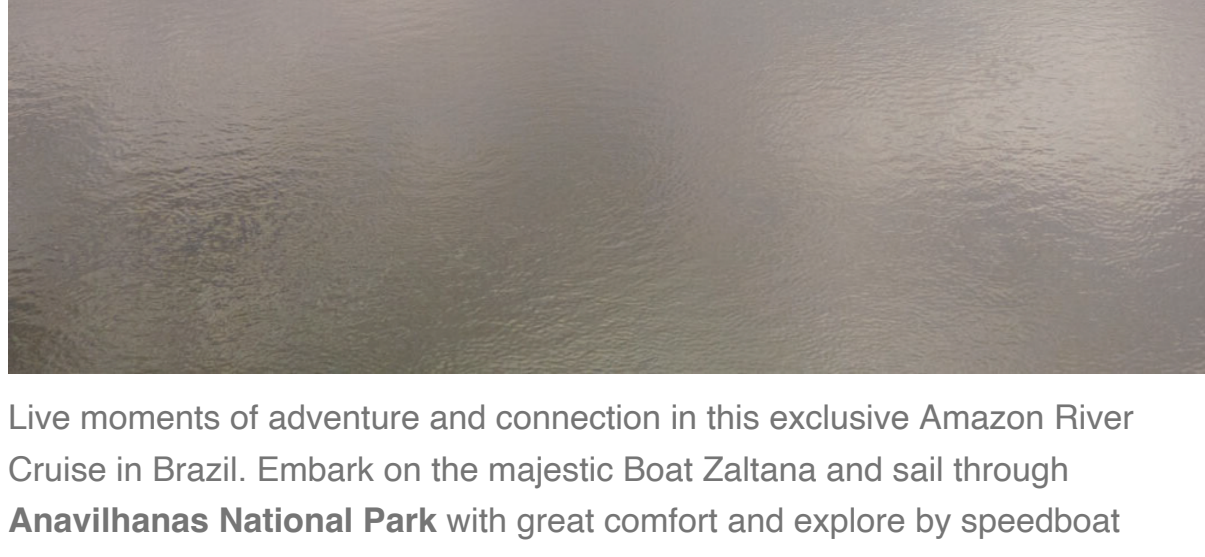 Live moments of adventure and connection in this exclusive Amazon River
Cruise in Brazil. Embark on the majestic Boat Zaltana and sail through
Anavilhanas National Park with great comfort and explore by speedboat